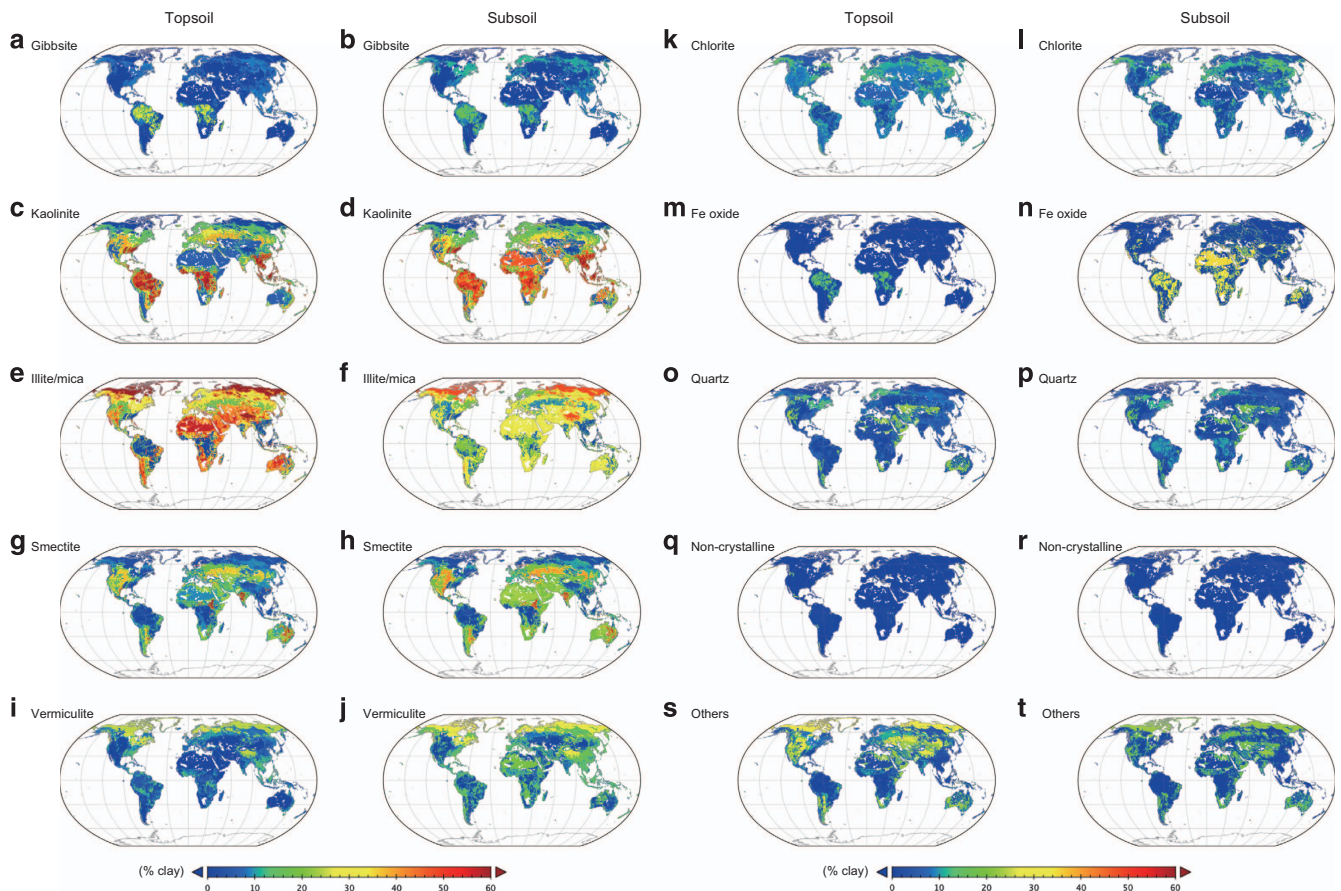 Topsoil Subsoil Topsoil Subsoil
a Gibbsite b Gibbsite k Chlorite l Chlorite
c Kaolinite d Kaolinite m Fe oxide n Fe oxide
e Illite/mica f Illite/mica o Quartz p Quartz
g Smectite h Smectite q Non-crystalline r Non-crystalline
i Vermiculite j Vermiculite s Others t Others
(% clay) 0 10 20 30 40 50 60 (% clay) 0 10 20 30 40 50 60